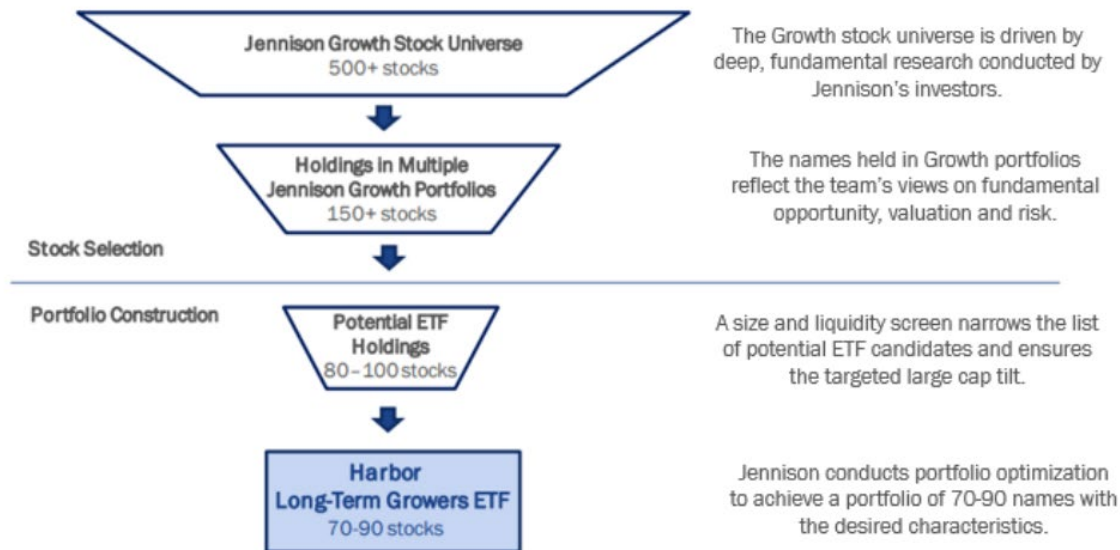 Jennison Growth Stock Universe
500+ stocks
The Growth stock universe is driven by
deep, fundamental research conducted by
Jennison's investors.
Holdings in Multiple
Jennison Growth Portfolios
150+ stocks
The names held in Growth portfolios
reflect the team's views on fundamental
opportunity, valuation and risk.
Stock Selection
Portfolio Construction
Potential ETF
Holdings
80–100 stocks
A size and liquidity screen narrows the list
of potential ETF candidates and ensures
the targeted large cap tilt.
Harbor
Long-Term Growers ETF
70-90 stocks
Jennison conducts portfolio optimization
to achieve a portfolio of 70-90 names with
the desired characteristics.